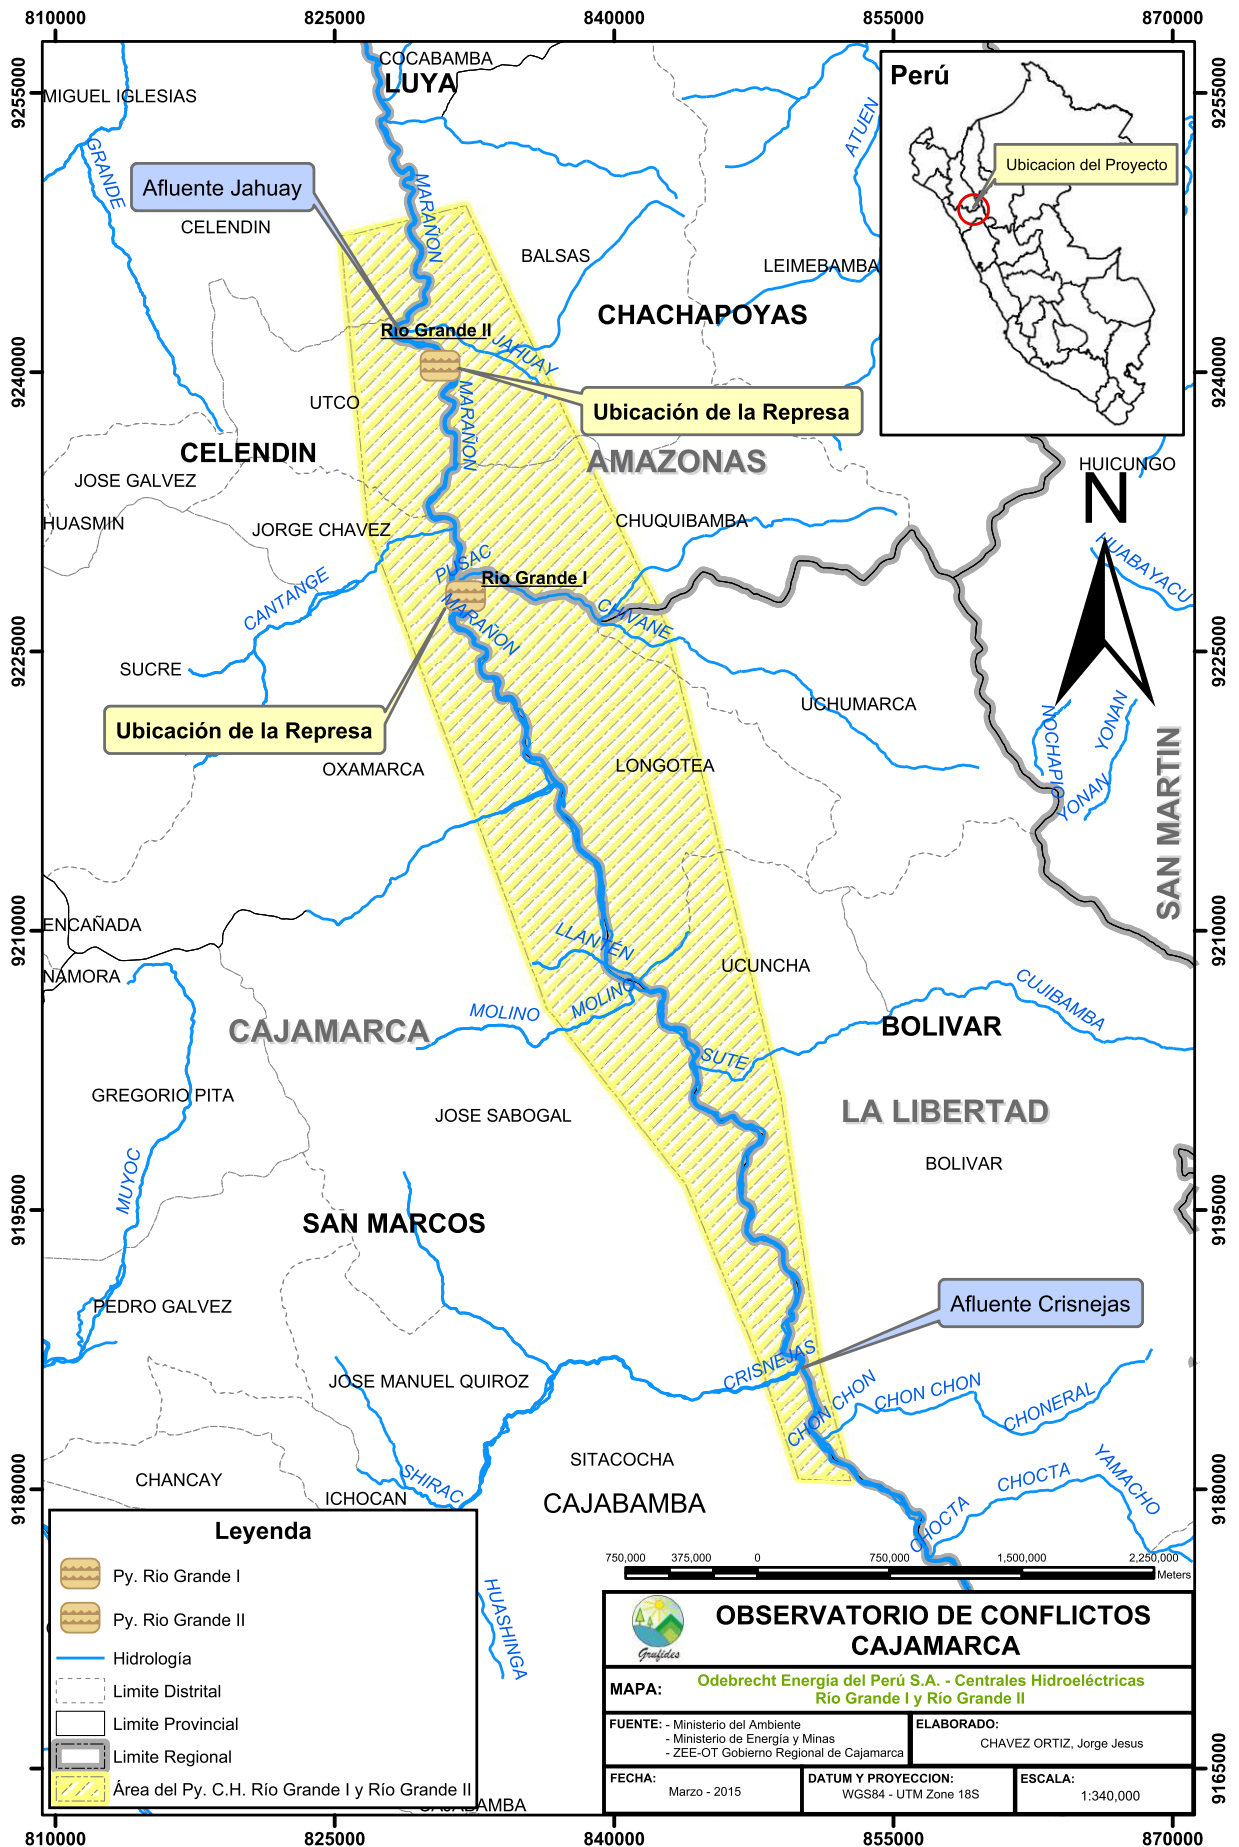 810000
825000
840000
855000
870000
9255000
9255000
COCABAMBA
LUYA
MIGUEL IGLESIAS
Perú
GRANDE
ATUEN
Ubicacion del Proyecto
Afluente Jahuay
MARAÑON
CELENDIN
BALSAS
LEIMEBAMBA
CHACHAPOYAS
Rio Grande II
JAHUAY
9240000
9240000
MARAÑON
UTCO
Ubicación de la Represa
CELENDIN
AMAZONAS
HUICUNGO
JOSE GALVEZ
N
HUASMIN
JORGE CHAVEZ
CHUQUIBAMBA
HUABAYACU
PUSAC
Rio Grande I
CANTANGE
MARAÑON
CHIVANE
9225000
9225000
SUCRE
UCHUMARCA
NOCHAPIO
YONAN
YONAN
SAN MARTIN
Ubicación de la Represa
OXAMARCA
LONGOTEA
ENCAÑADA
9210000
9210000
LLANTÉN
NAMORA
UCUNCHA
MOLINO
MOLINO
CUJIBAMBA
CAJAMARCA
BOLIVAR
SUTE
GREGORIO PITA
JOSE SABOGAL
LA LIBERTAD
MUYOC
BOLIVAR
9195000
9195000
SAN MARCOS
PEDRO GALVEZ
Afluente Crisnejas
CRISNEJAS
JOSE MANUEL QUIROZ
CHON CHON
CHON CHON
CHONERAL
SITACOCHA
CHANCAY
SHIRAC
ICHOCAN
CAJABAMBA
CHOCTA
YAMACHO
CHOCTA
9180000
9180000
Leyenda
Py. Rio Grande I
Py. Rio Grande II
Hidrología
Limite Distrital
Limite Provincial
Limite Regional
Área del Py. C.H. Río Grande I y Río Grande II
HUASHINGA
CAJABAMBA
750,000 375,000 0 750,000 1,500,000 2,250,000
Meters
Grufides
OBSERVATORIO DE CONFLICTOS
CAJAMARCA
MAPA:
Odebrecht Energía del Perú S.A. - Centrales Hidroeléctricas
Río Grande I y Río Grande II
FUENTE: - Ministerio del Ambiente
- Ministerio de Energía y Minas
- ZEE-OT Gobierno Regional de Cajamarca
ELABORADO:
CHAVEZ ORTIZ, Jorge Jesus
FECHA:
Marzo - 2015
DATUM Y PROYECCION:
WGS84 - UTM Zone 18S
ESCALA:
1:340,000
9165000
810000
825000
840000
855000
870000